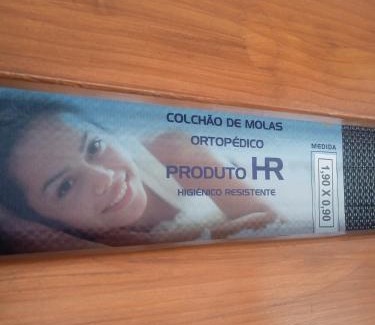 COLCHÃO DE MOLAS
ORTOPÉDICO
PRODUTO HR
HIGIÊNICO RESISTENTE
MEDIDA
1,90 X 0,90